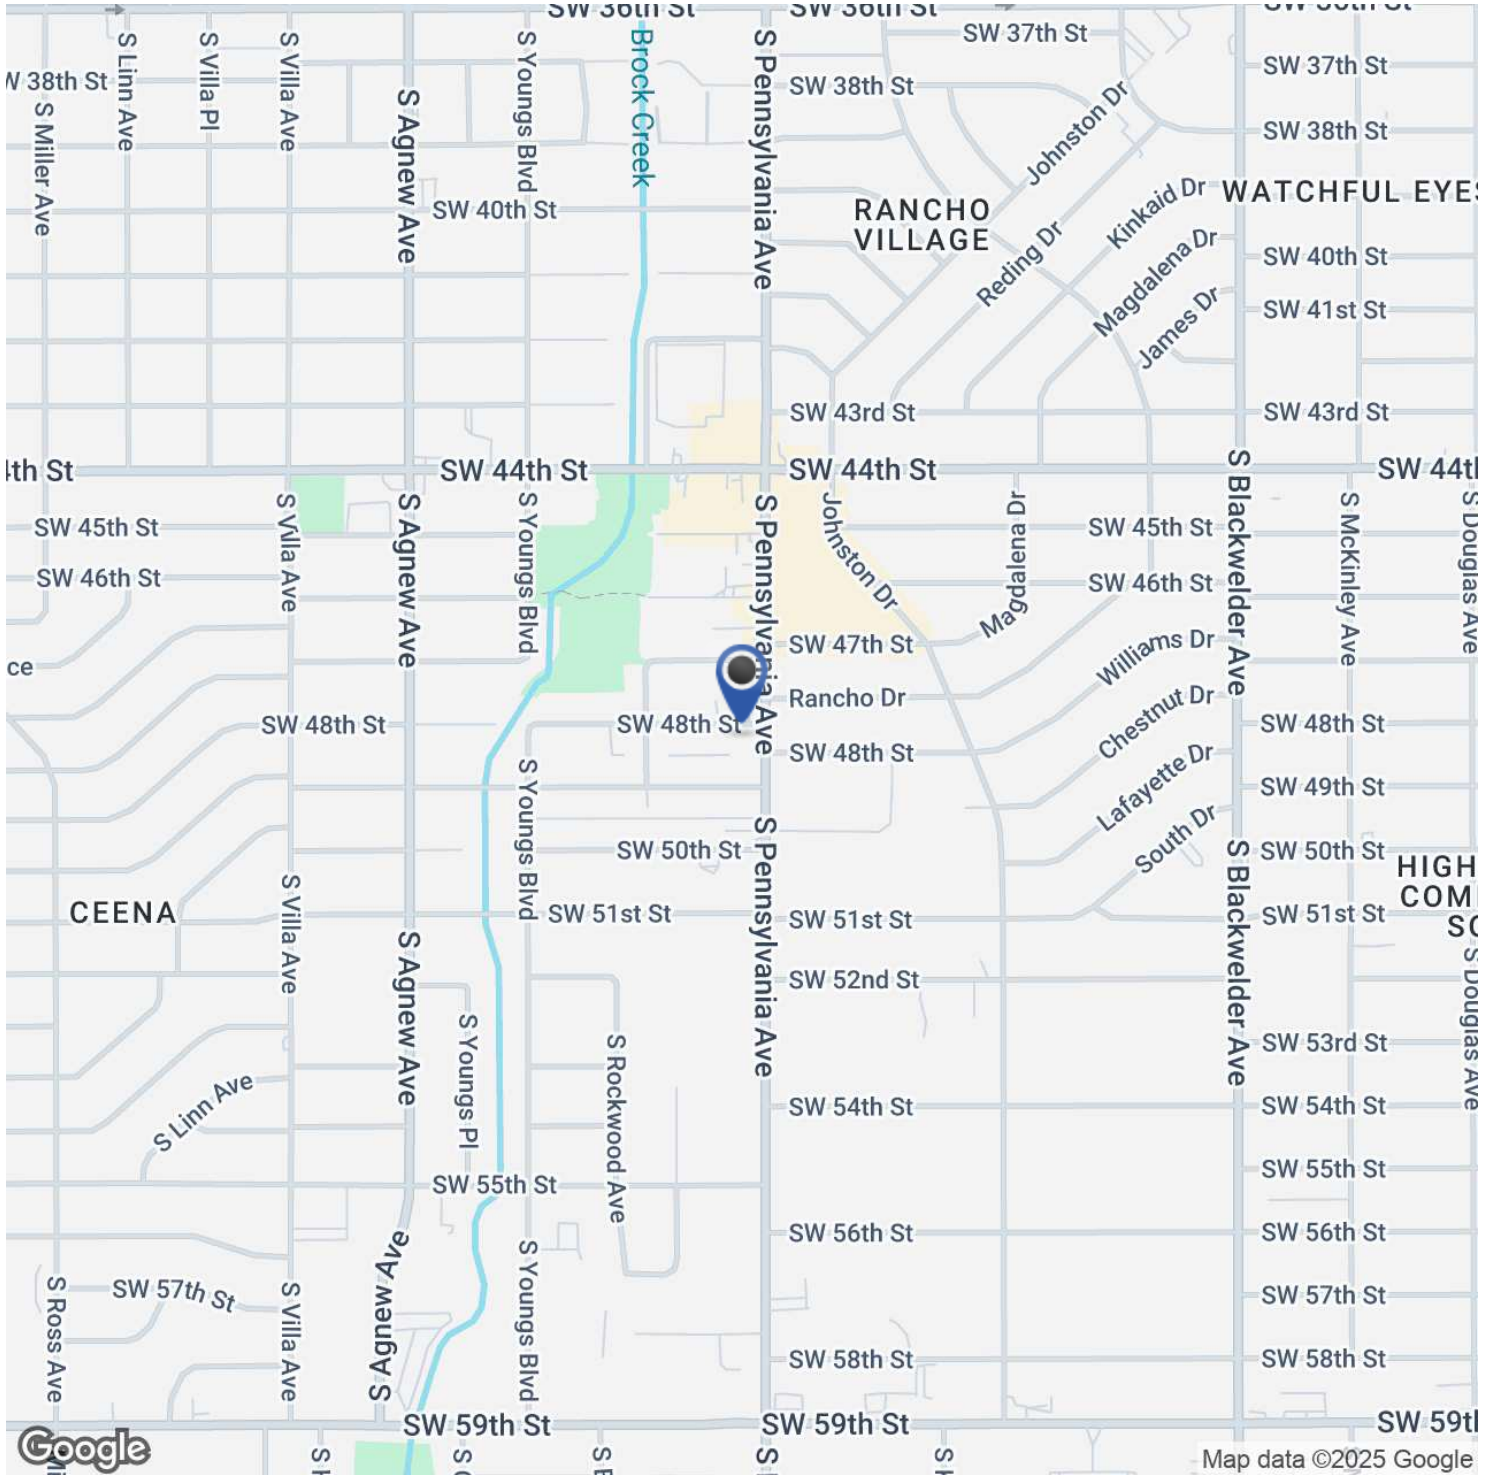 SW 36th St
SW 36th St
SW 37th St
SW 37th St
W 38th St
SW 38th St
SW 38th St
S Linn Ave
S Villa Pl
S Villa Ave
S Miller Ave
S Agnew Ave
S Youngs Blvd
Brock Creek
S Pennsylvania Ave
Johnston Dr
Kinkaid Dr
WATCHFUL EYES
RANCHO
VILLAGE
SW 40th St
SW 40th St
Reding Dr
Magdalena Dr
James Dr
SW 41st St
SW 43rd St
SW 43rd St
4th St
SW 44th St
SW 44th St
SW 44t
SW 45th St
SW 45th St
SW 46th St
SW 46th St
S Villa Ave
S Agnew Ave
S Youngs Blvd
S Pennsylvania Ave
Johnston Dr
Magdalena Dr
S Blackwelder Ave
S McKinley Ave
S Douglas Ave
SW 47th St
ce
Rancho Dr
Williams Dr
Chestnut Dr
Lafayette Dr
South Dr
SW 48th St
SW 48th St
SW 48th St
SW 48th St
SW 49th St
SW 50th St
SW 50th St
S Youngs Blvd
S Pennsylvania Ave
S Blackwelder Ave
HIGH
COM
SC
CEENA
S Villa Ave
SW 51st St
SW 51st St
SW 51st St
S Agnew Ave
SW 52nd St
S Douglas Ave
SW 53rd St
S Youngs Pl
S Rockwood Ave
S Linn Ave
SW 54th St
SW 54th St
SW 55th St
SW 55th St
SW 56th St
SW 56th St
S Agnew Ave
S Youngs Blvd
S Ross Ave
SW 57th St
S Villa Ave
SW 57th St
SW 58th St
SW 58th St
SW 59th St
SW 59th St
SW 59t
Google
Map data ©2025 Google